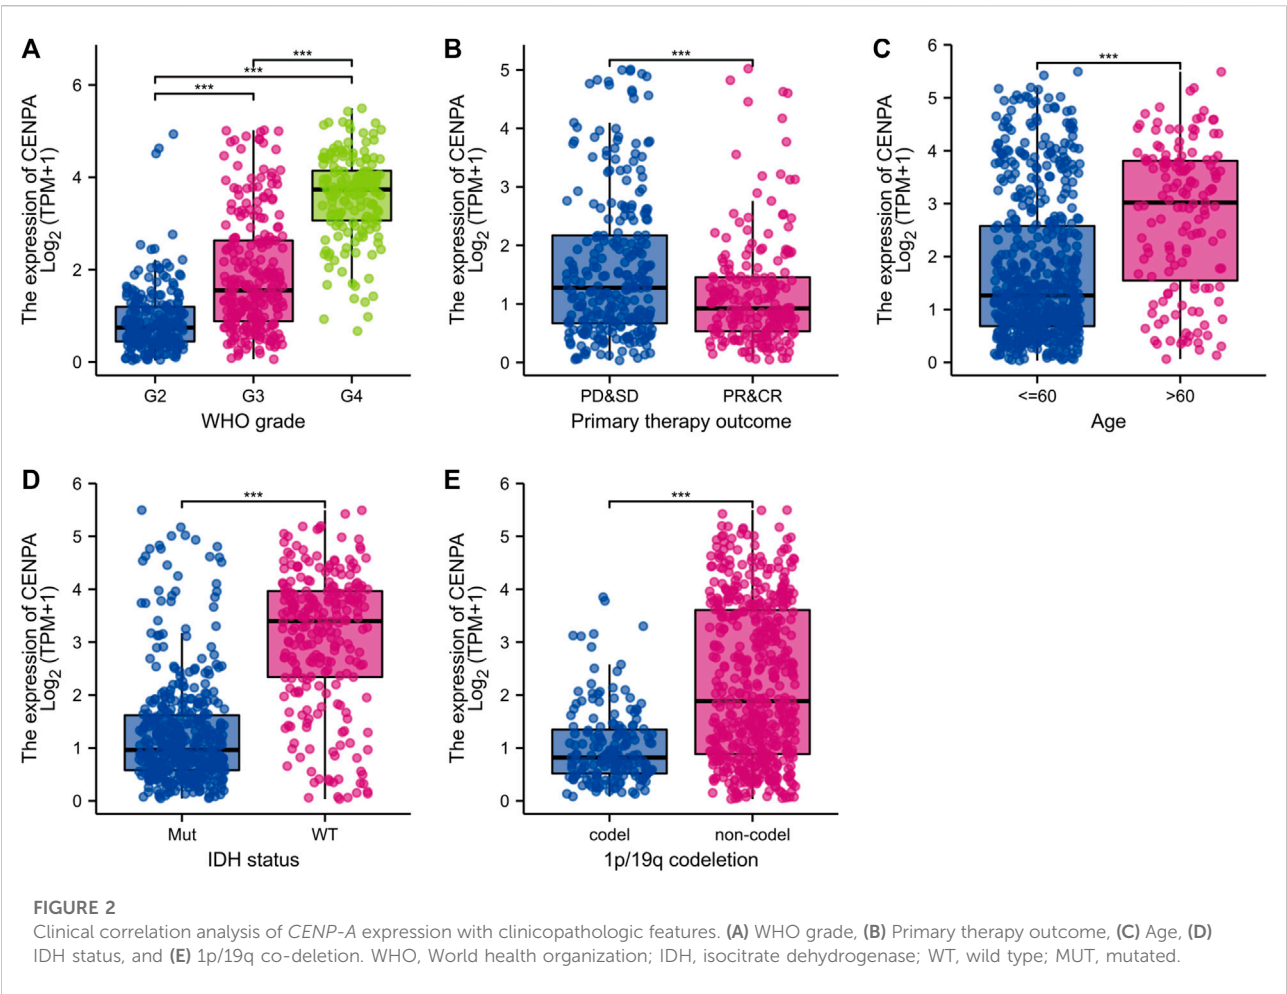 A
The expression of CENPA
Log2 (TPM+1)
6
4
2
0
***
***
***
G2 G3 G4
WHO grade
B
The expression of CENPA
Log2 (TPM+1)
5
4
3
2
1
0
***
PD&SD PR&CR
Primary therapy outcome
C
The expression of CENPA
Log2 (TPM+1)
6
5
4
3
2
1
0
***
<=60 >60
Age
D
The expression of CENPA
Log2 (TPM+1)
6
5
4
3
2
1
0
***
Mut WT
IDH status
E
The expression of CENPA
Log2 (TPM+1)
6
5
4
3
2
1
0
***
codel non-codel
1p/19q codeletion
FIGURE 2
Clinical correlation analysis of CENP-A expression with clinicopathologic features. (A) WHO grade, (B) Primary therapy outcome, (C) Age, (D)
IDH status, and (E) 1p/19q co-deletion. WHO, World health organization; IDH, isocitrate dehydrogenase; WT, wild type; MUT, mutated.